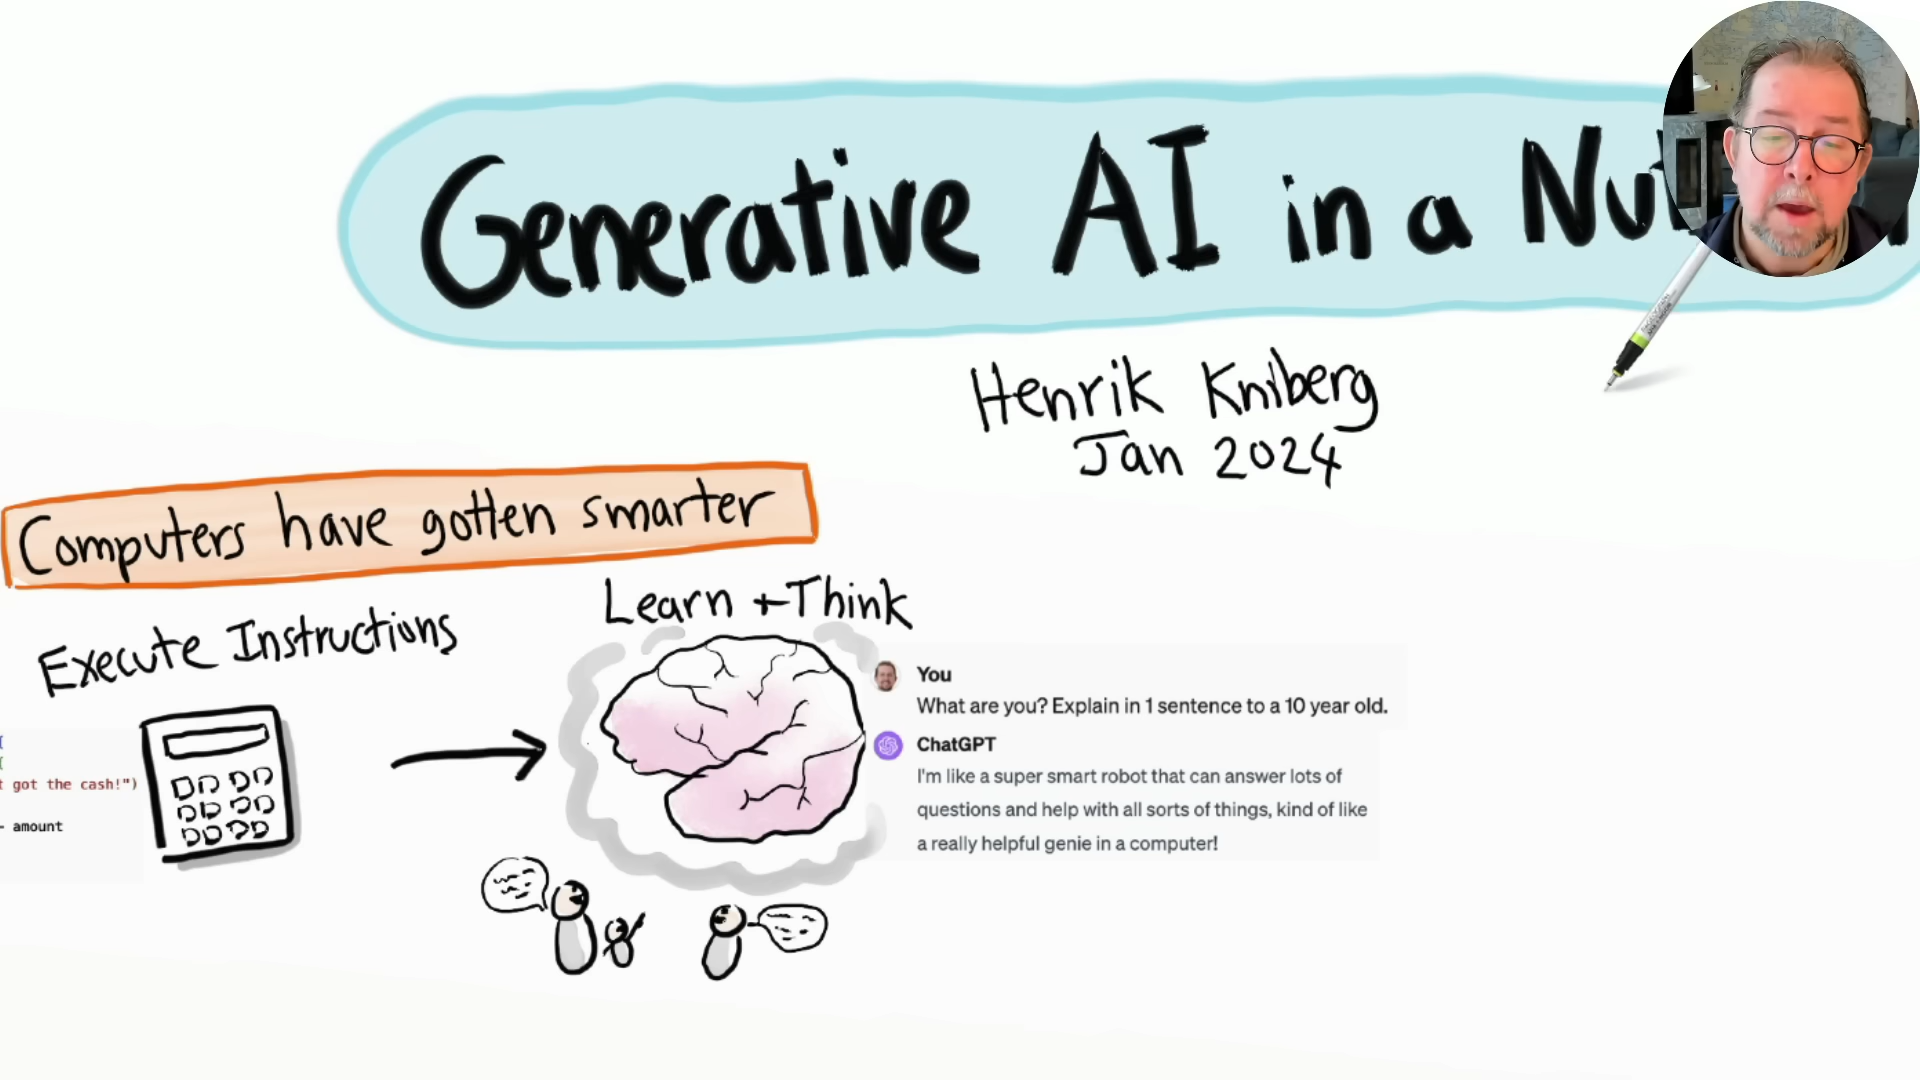 Generative AI in a
Henrik Kniberg
Jan 2024
Computers have gotten smarter
Execute Instructions
Learn + Think
{
{
t got the cash!")
- amount
You
What are you? Explain in 1 sentence to a 10 year old.
ChatGPT
I'm like a super smart robot that can answer lots of
questions and help with all sorts of things, kind of like
a really helpful genie in a computer!